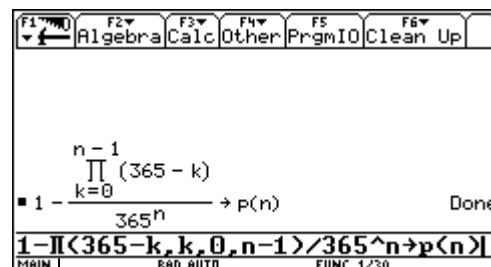 F1 F2 Algebra F3 Calc F4 Other F5 PrgmIO F6 Clean Up
n - 1
∏ (365 - k)
k=0
■ 1 - ———— → p(n) Done
365ⁿ
1-Π(365-k,k,0,n-1)/365^n→p(n)
MAIN RAD AUTO FUNC 1/30